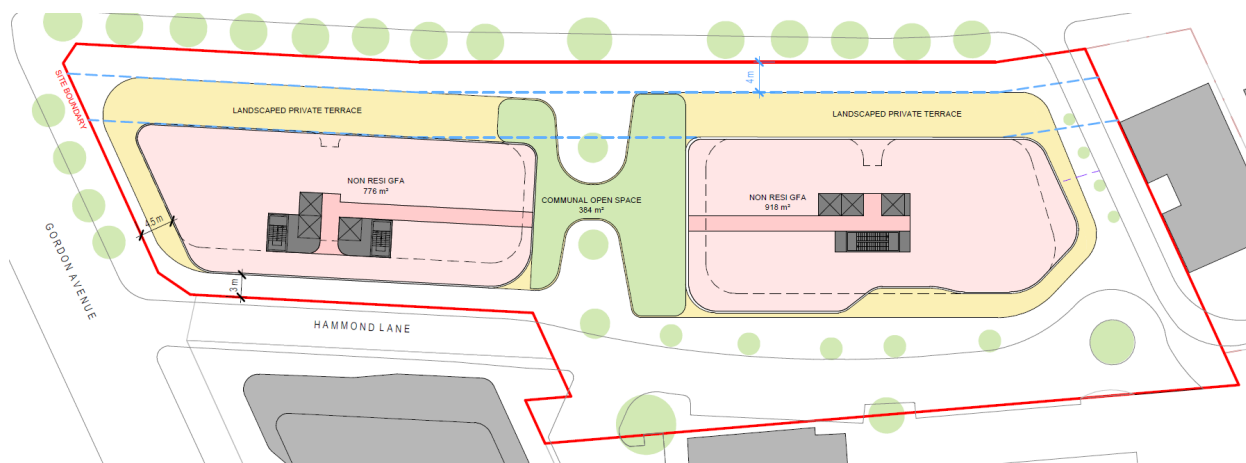 SITE BOUNDARY
4m
LANDSCAPED PRIVATE TERRACE
LANDSCAPED PRIVATE TERRACE
NON RESI GFA
776 m²
COMMUNAL OPEN SPACE
384 m²
NON RESI GFA
918 m²
4.5m
3m
GORDON AVENUE
HAMMOND LANE